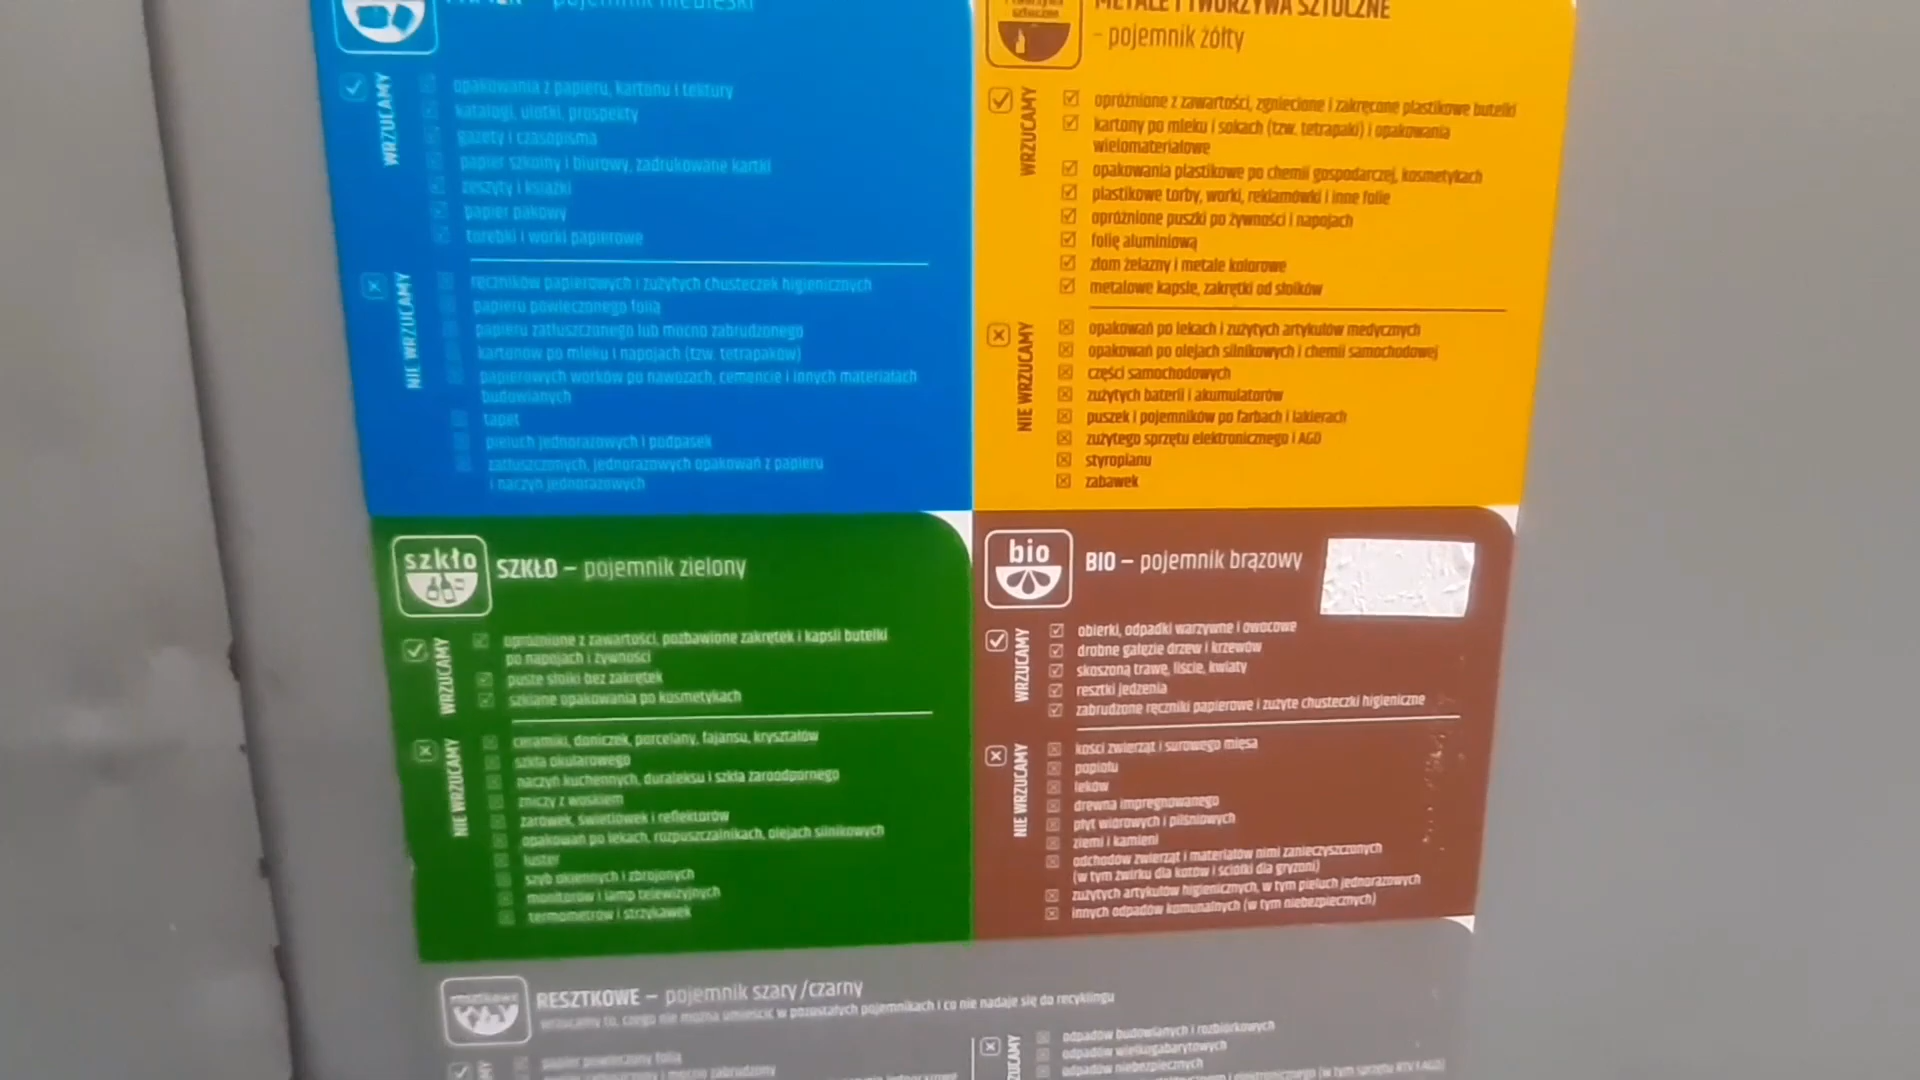 pojemnik niebieski
WRZUCAMY
opakowania z papieru, kartonu i tektury
katalogi, ulotki, prospekty
gazety i czasopisma
papier szkolny i biurowy, zadrukowane kartki
zeszyty i książki
papier pakowy
torebki i worki papierowe
NIE WRZUCAMY
ręczników papierowych i zużytych chusteczek higienicznych
papieru powleczonego folią
papieru zatłuszczonego lub mocno zabrudzonego
kartonów po mleku i napojach (tzw. tetrapaków)
papierowych worków po nawozach, cemencie i innych materiałach
budowlanych
tapet
pieluch jednorazowych i podpasek
zatłuszczonych, jednorazowych opakowań z papieru
i naczyń jednorazowych
tworzywa
sztuczne
METALE I TWORZYWA SZTUCZNE
- pojemnik żółty
WRZUCAMY
opróżnione z zawartości, zgniecione i zakręcone plastikowe butelki
kartony po mleku i sokach (tzw. tetrapaki) i opakowania
wielomateriałowe
opakowania plastikowe po chemii gospodarczej, kosmetykach
plastikowe torby, worki, reklamówki i inne folie
opróżnione puszki po żywności i napojach
folię aluminiową
złom żelazny i metale kolorowe
metalowe kapsle, zakrętki od słoików
NIE WRZUCAMY
opakowań po lekach i zużytych artykułów medycznych
opakowań po olejach silnikowych i chemii samochodowej
części samochodowych
zużytych baterii i akumulatorów
puszek i pojemników po farbach i lakierach
zużytego sprzętu elektronicznego i AGD
styropianu
zabawek
szkło
SZKŁO – pojemnik zielony
WRZUCAMY
opróżnione z zawartości, pozbawione zakrętek i kapsli butelki
po napojach i żywności
puste słoiki bez zakrętek
szklane opakowania po kosmetykach
NIE WRZUCAMY
ceramiki, doniczek, porcelany, fajansu, kryształów
szkła okularowego
naczyń kuchennych, duraleksu i szkła żaroodpornego
zniczy z woskiem
żarówek, świetlówek i reflektorów
opakowań po lekach, rozpuszczalnikach, olejach silnikowych
luster
szyb okiennych i zbrojonych
monitorów i lamp telewizyjnych
termometrów i strzykawek
bio
BIO – pojemnik brązowy
WRZUCAMY
obierki, odpadki warzywne i owocowe
drobne gałęzie drzew i krzewów
skoszoną trawę, liście, kwiaty
resztki jedzenia
zabrudzone ręczniki papierowe i zużyte chusteczki higieniczne
NIE WRZUCAMY
kości zwierząt i surowego mięsa
popiołu
leków
drewna impregnowanego
płyt wiórowych i pilśniowych
ziemi i kamieni
odchodów zwierząt i materiałów nimi zanieczyszczonych
(w tym żwirku dla kotów i ściółki dla gryzoni)
zużytych artykułów higienicznych, w tym pieluch jednorazowych
innych odpadów komunalnych (w tym niebezpiecznych)
RESZTKOWE – pojemnik szary/czarny
wrzucamy to, czego nie można umieścić w pozostałych pojemnikach i co nie nadaje się do recyklingu
papier powleczony folią
i mocno zabrudzony
odpadów budowlanych i rozbiórkowych
odpadów wielkogabarytowych
odpadów niebezpiecznych